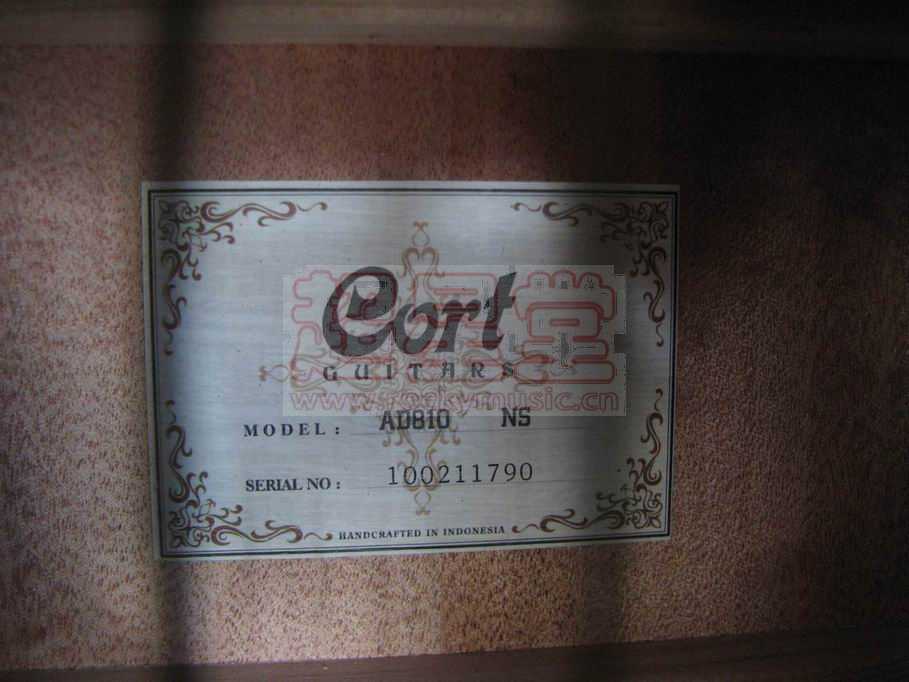 Cort
GUITARS
www.rockymusic.cn
MODEL: AD810 NS
SERIAL NO: 100211790
HANDCRAFTED IN INDONESIA